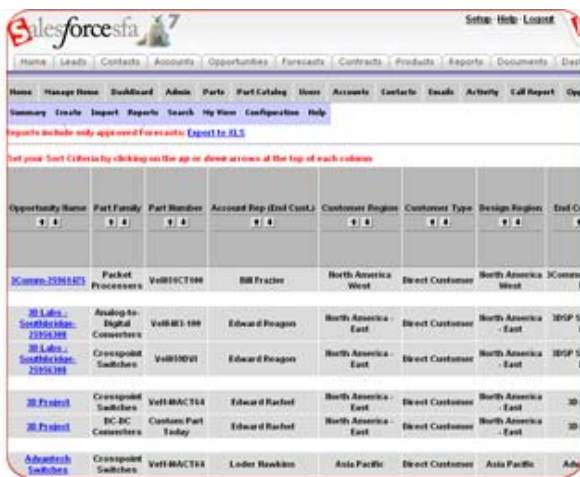 salesforcesfa 7
Setup · Help · Logout
Home Leads Contacts Accounts Opportunities Forecasts Contracts Products Reports Documents
Home Manage Home DashBoard Admin Parts Part Catalog Users Accounts Contacts Emails Activity Call Report
Summary Create Import Reports Search My View Configuration Help
Reports include only approved Forecasts: Export to XLS
Set your Sort Criteria by clicking on the up or down arrows at the top of each column
Opportunity Name Part Family Part Number Account Rep (End Cust.) Customer Region Customer Type Design Region
Packet Processors Bill Frazier North America West Direct Customer North America West
3D Labs - Southbridge- Analog-to-Digital Converters Edward Reagon North America - East Direct Customer North America - East
3D Labs - Southbridge- Crosspoint Switches Edward Reagon North America - East Direct Customer North America - East
3D Project Crosspoint Switches Edward Rachel North America - East Direct Customer North America - East
3D Project DC-DC Converters Custom Part Today Edward Rachel North America - East Direct Customer North America - East
Advantech Switches Crosspoint Switches Loder Hawkins Asia Pacific Direct Customer Asia Pacific